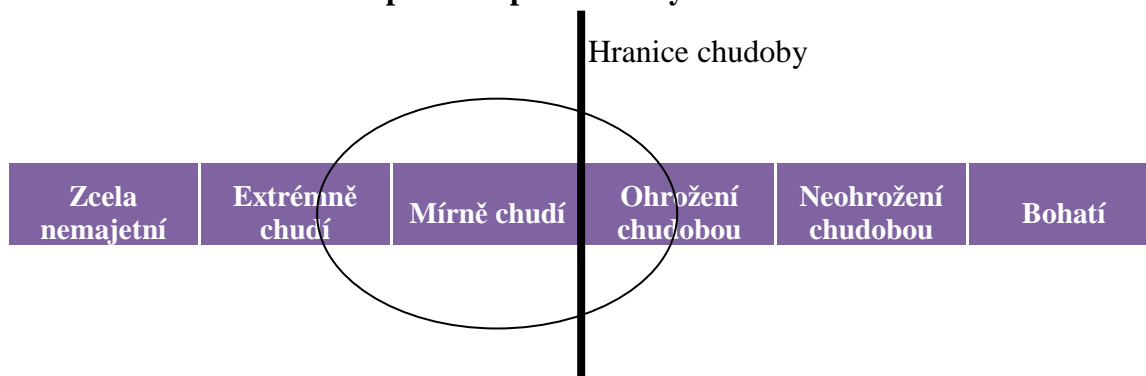 Hranice chudoby
Zcela
nemajetní
Extrémně
chudí
Mírně chudí
Ohrožení
chudobou
Neohrožení
chudobou
Bohatí